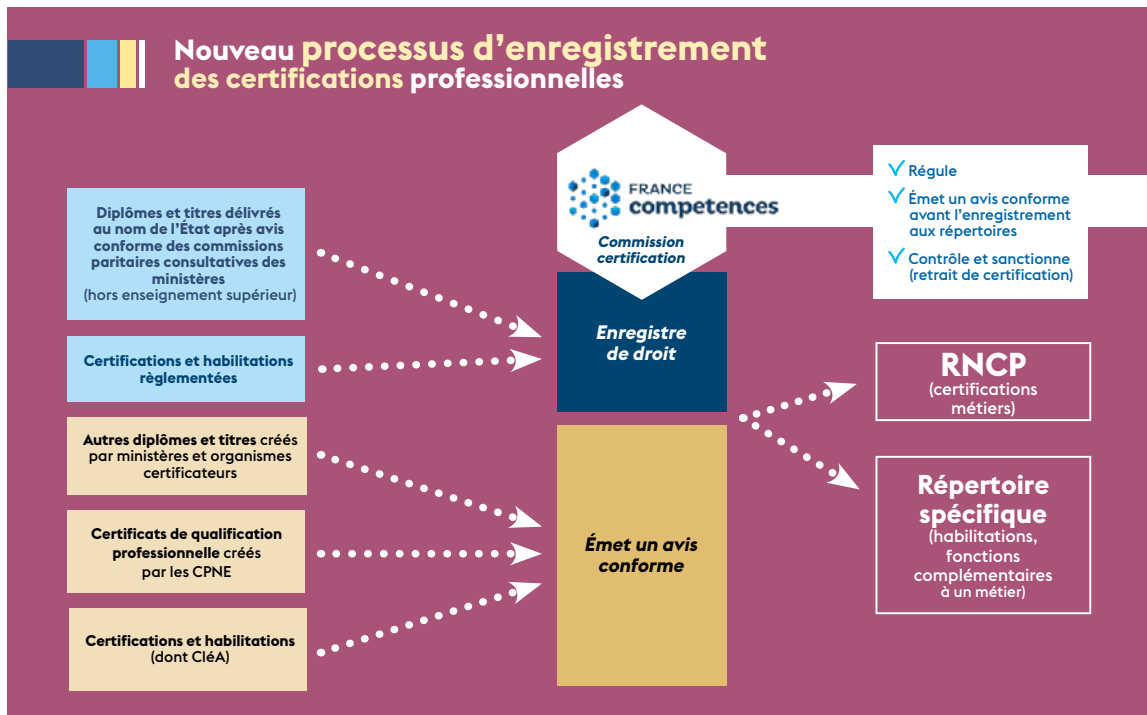 Nouveau processus d'enregistrement
des certifications professionnelles
FRANCE
competences
Commission
certification
Régule
Émet un avis conforme
avant l'enregistrement
aux répertoires
Contrôle et sanctionne
(retrait de certification)
Diplômes et titres délivrés
au nom de l'État après avis
conforme des commissions
paritaires consultatives des
ministères
(hors enseignement supérieur)
Certifications et habilitations
règlementées
Autres diplômes et titres créés
par ministères et organismes
certificateurs
Certificats de qualification
professionnelle créés
par les CPNE
Certifications et habilitations
(dont CléA)
Enregistre
de droit
Émet un avis
conforme
RNCP
(certifications
métiers)
Répertoire
spécifique
(habilitations,
fonctions
complémentaires
à un métier)